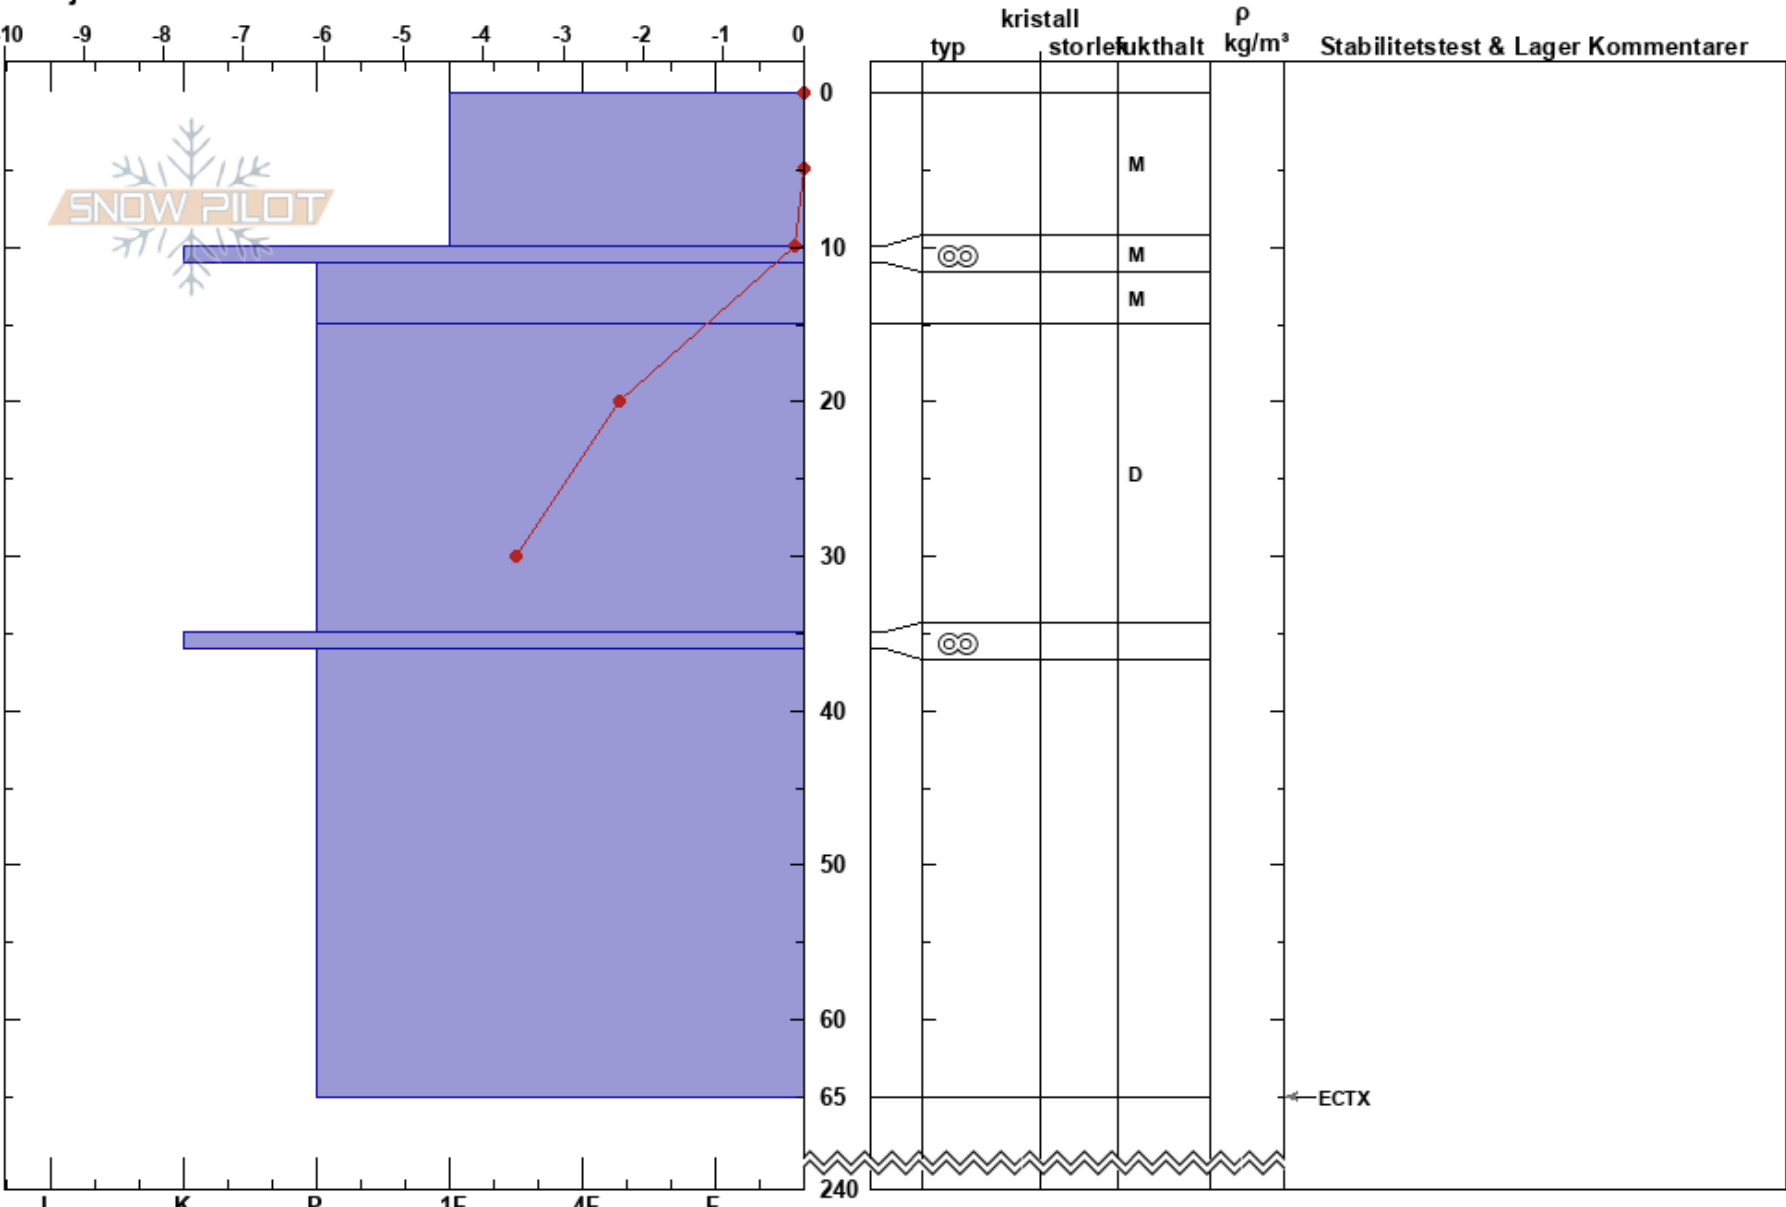 kristall ρ
-10 -9 -8 -7 -6 -5 -4 -3 -2 -1 0 typ storlek fukthalt kg/m³ Stabilitetstest & Lager Kommentarer
0
M
SNOW PILOT
10 M
M
20
D
30
40
50
60
65 ECTX
240
I K P 1F 4F F